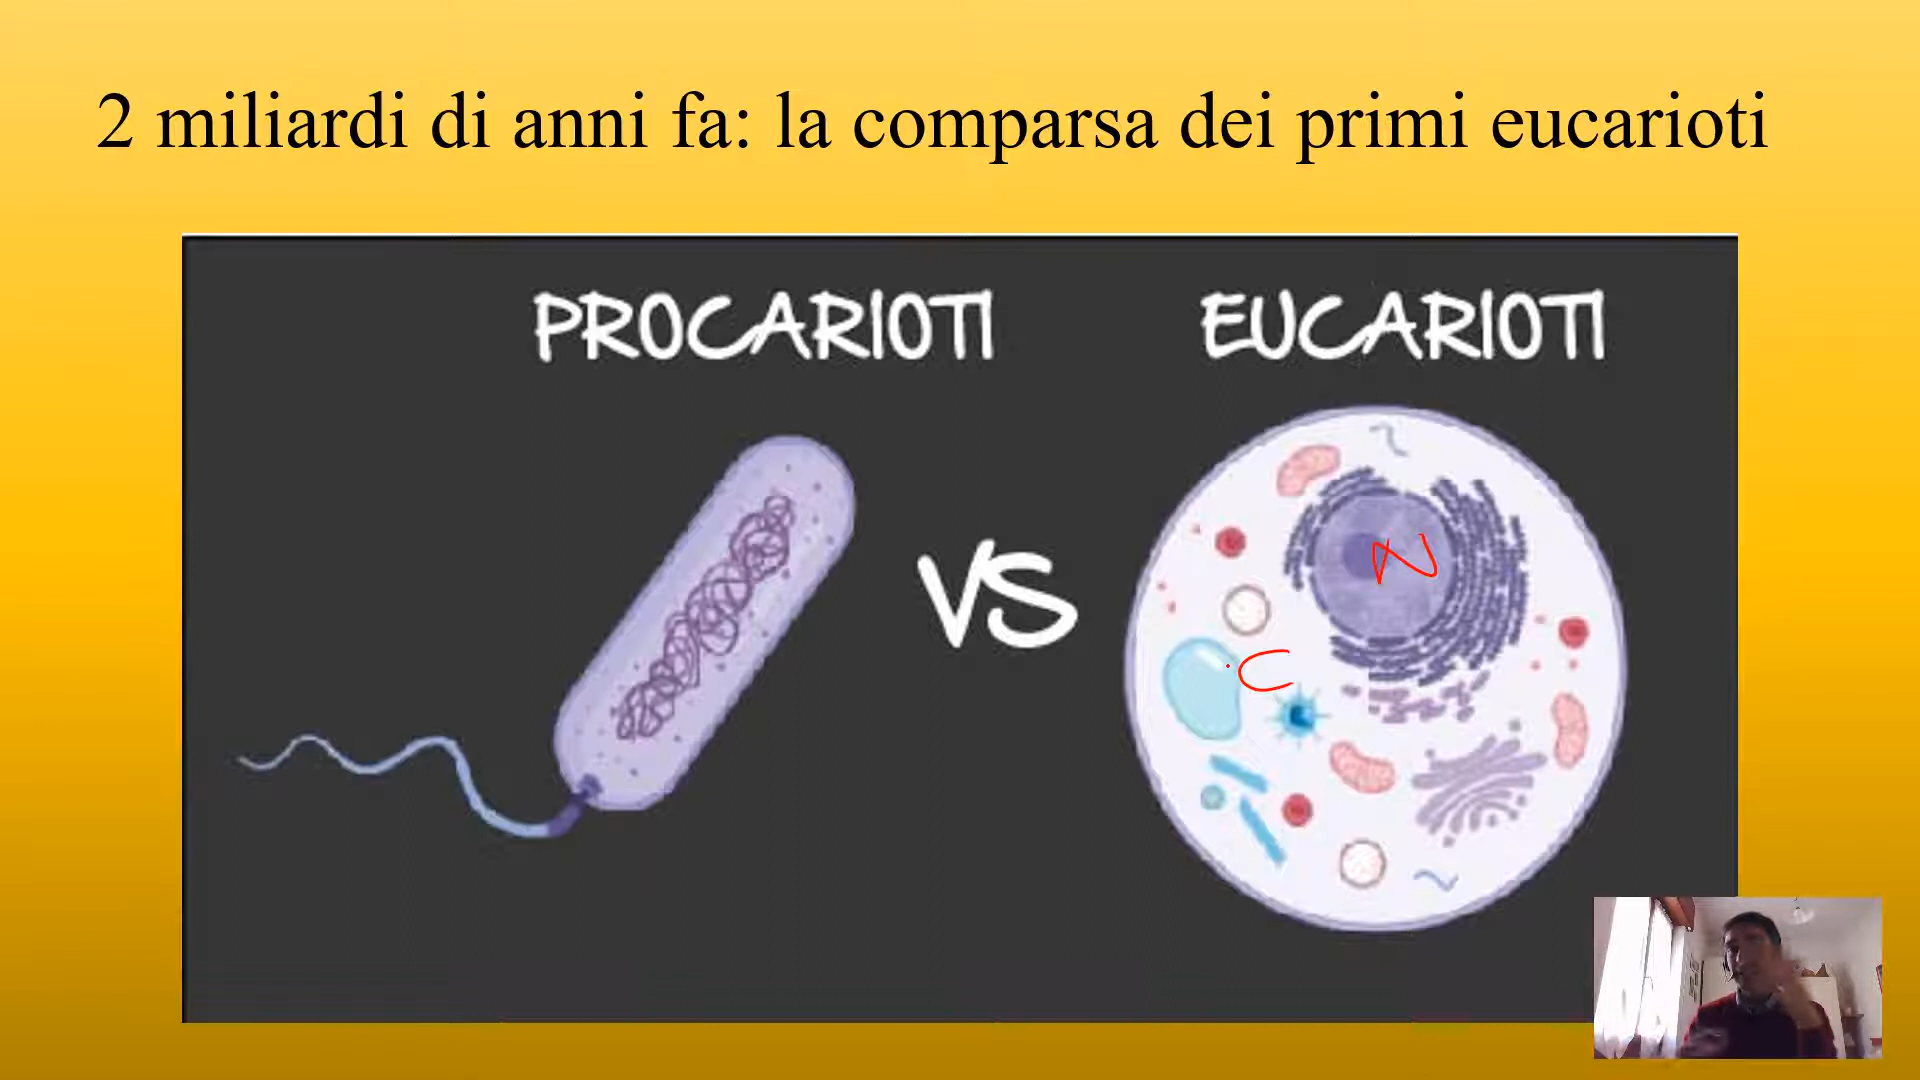 2 miliardi di anni fa: la comparsa dei primi eucarioti
PROCARIOTI
EUCARIOTI
VS
N
C